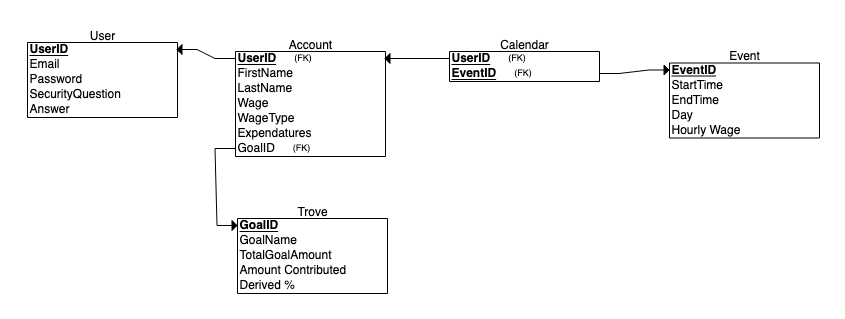 User
UserID
Email
Password
SecurityQuestion
Answer
Account
UserID (FK)
FirstName
LastName
Wage
WageType
Expendatures
GoalID (FK)
Calendar
UserID (FK)
EventID (FK)
Event
EventID
StartTime
EndTime
Day
Hourly Wage
Trove
GoalID
GoalName
TotalGoalAmount
Amount Contributed
Derived %